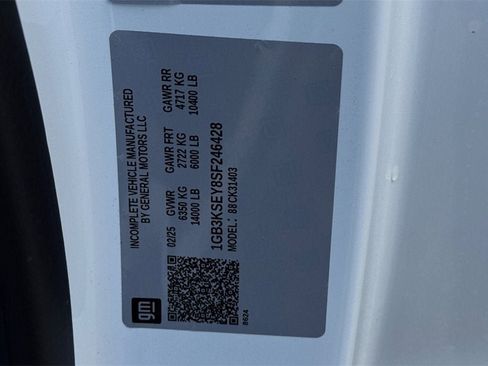 INCOMPLETE VEHICLE MANUFACTURED
BY GENERAL MOTORS LLC
02/25 GVWR GAWR FRT GAWR RR
6350 KG 2722 KG 4717 KG
14000 LB 6000 LB 10400 LB
1GB3KSEY8SF246428
MODEL: 88CK31403
gm
8624